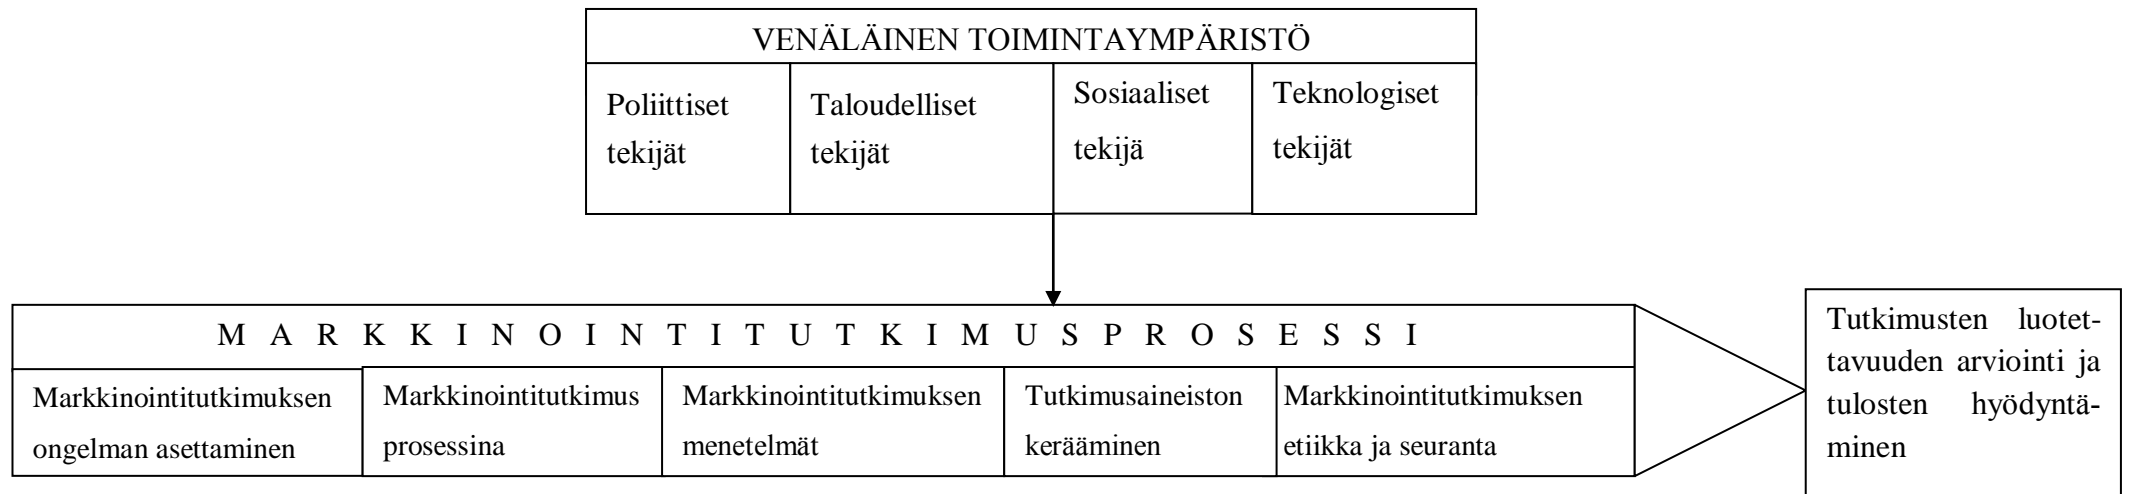 VENÄLÄINEN TOIMINTAYMPÄRISTÖ
Poliittiset
tekijät
Taloudelliset
tekijät
Sosiaaliset
tekijä
Teknologiset
tekijät
M A R K K I N O I N T I T U T K I M U S P R O S E S S I
Markkinointitutkimuksen
ongelman asettaminen
Markkinointitutkimus
prosessina
Markkinointitutkimuksen
menetelmät
Tutkimusaineiston
kerääminen
Markkinointitutkimuksen
etiikka ja seuranta
Tutkimusten luotet-
tavuuden arviointi ja
tulosten hyödyntä-
minen